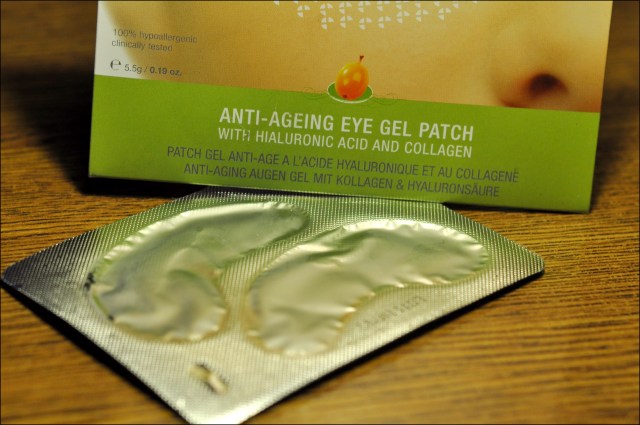 100% hypoallergenic
clinically tested
℮ 5.5g / 0.19 oz.
ANTI-AGEING EYE GEL PATCH
WITH HIALURONIC ACID AND COLLAGEN
PATCH GEL ANTI-AGE A L'ACIDE HYALURONIQUE ET AU COLLAGENÈ
ANTI-AGING AUGEN GEL MIT KOLLAGEN & HYALURONSÄURE